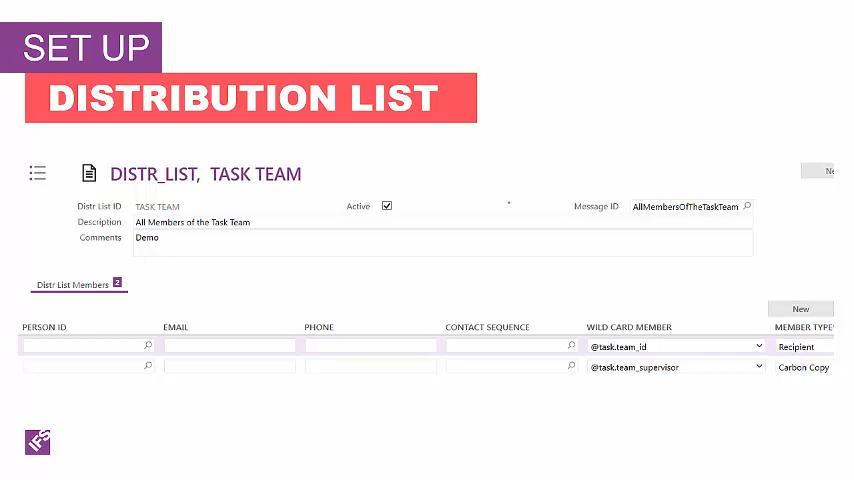 SET UP
DISTRIBUTION LIST
DISTR_LIST, TASK TEAM
Ne
Distr List ID TASK TEAM Active Message ID AllMembersOfTheTaskTeam
Description All Members of the Task Team
Comments Demo
Distr List Members 2
New
PERSON ID EMAIL PHONE CONTACT SEQUENCE WILD CARD MEMBER MEMBER TYPE
@task.team_id Recipient
@task.team_supervisor Carbon Copy
IFS